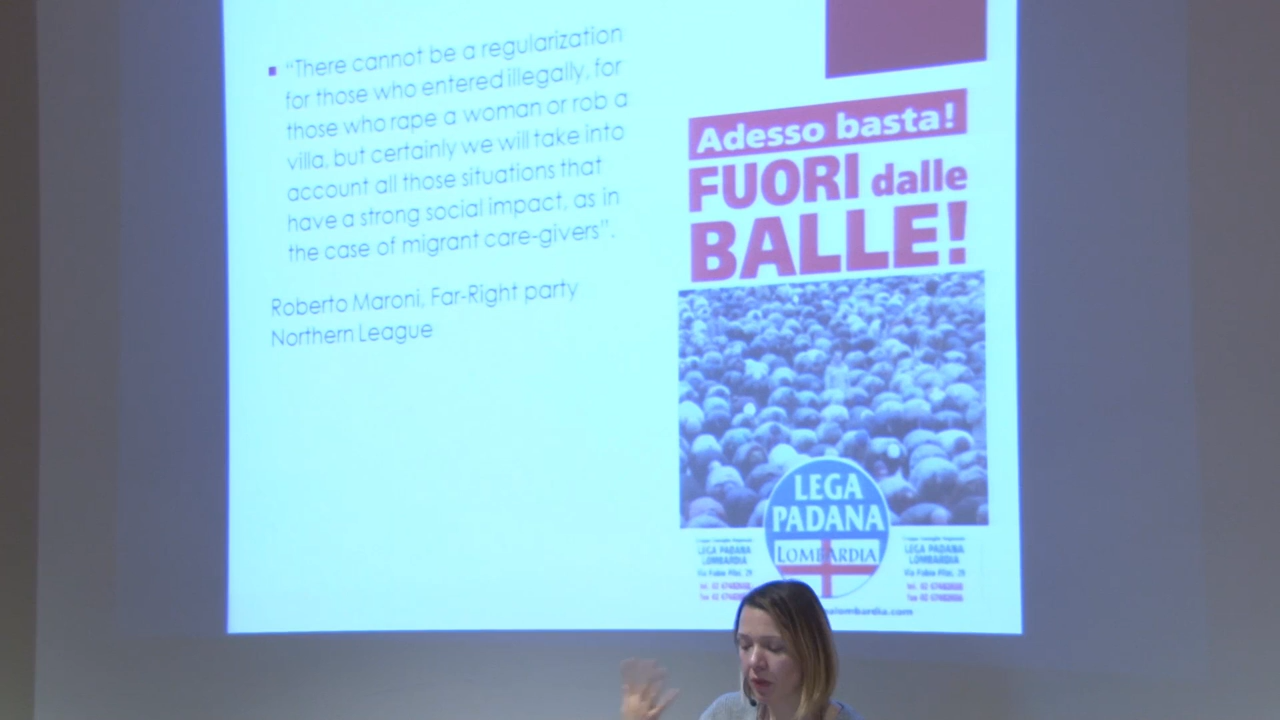 “There cannot be a regularization
for those who entered illegally, for
those who rape a woman or rob a
villa, but certainly we will take into
account all those situations that
have a strong social impact, as in
the case of migrant care-givers”.
Roberto Maroni, Far-Right party
Northern League
Adesso basta!
FUORI dalle
BALLE!
LEGA
PADANA
LOMBARDIA
LEGA PADANA
LOMBARDIA
LEGA PADANA
LOMBARDIA